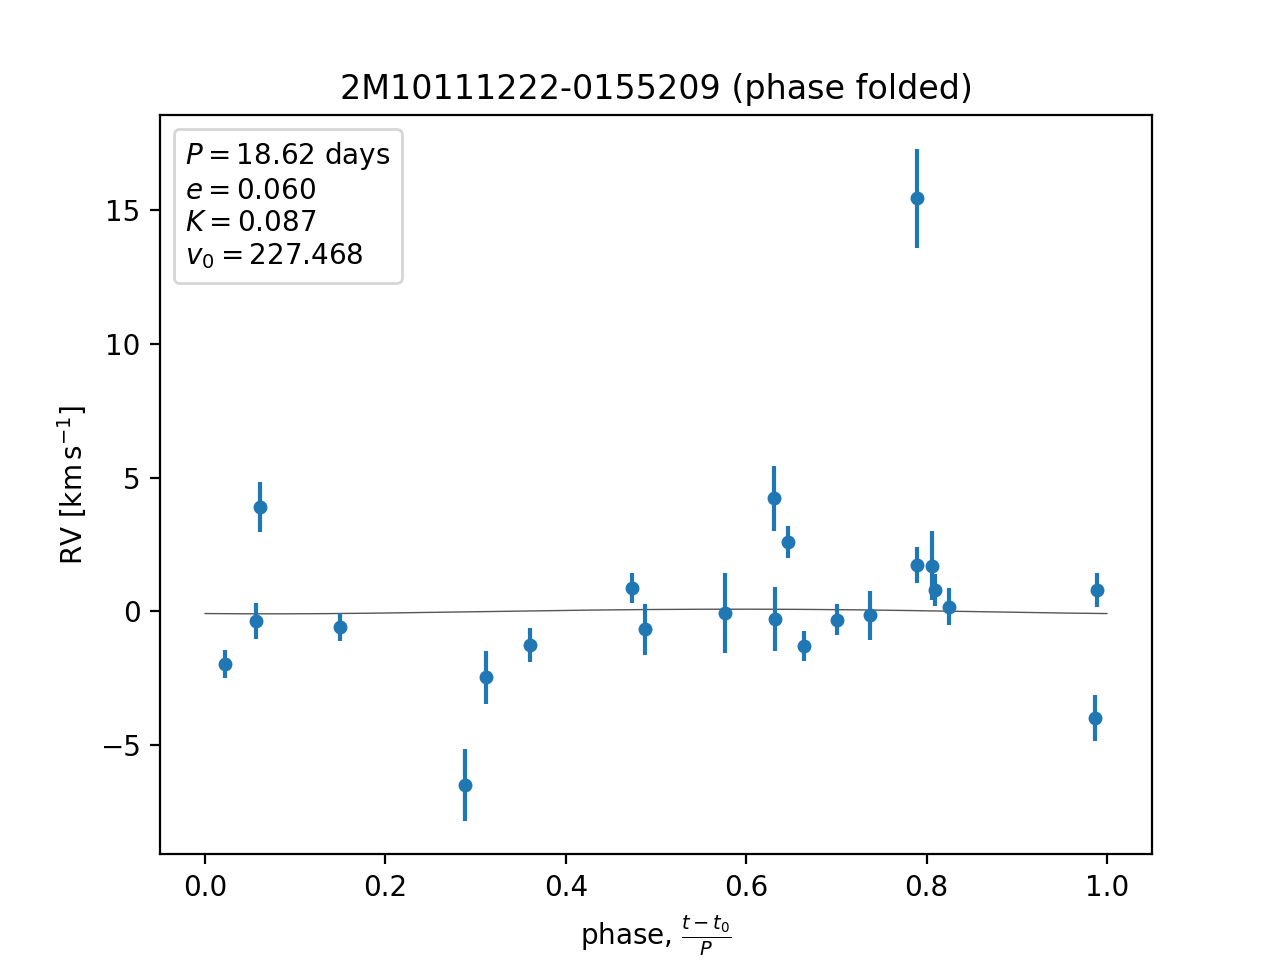 2M10111222-0155209 (phase folded)
P = 18.62 days
e = 0.060
K = 0.087
v₀ = 227.468
15
10
5
0
−5
RV [km s⁻¹]
0.0 0.2 0.4 0.6 0.8 1.0
phase, (t − t₀)/P